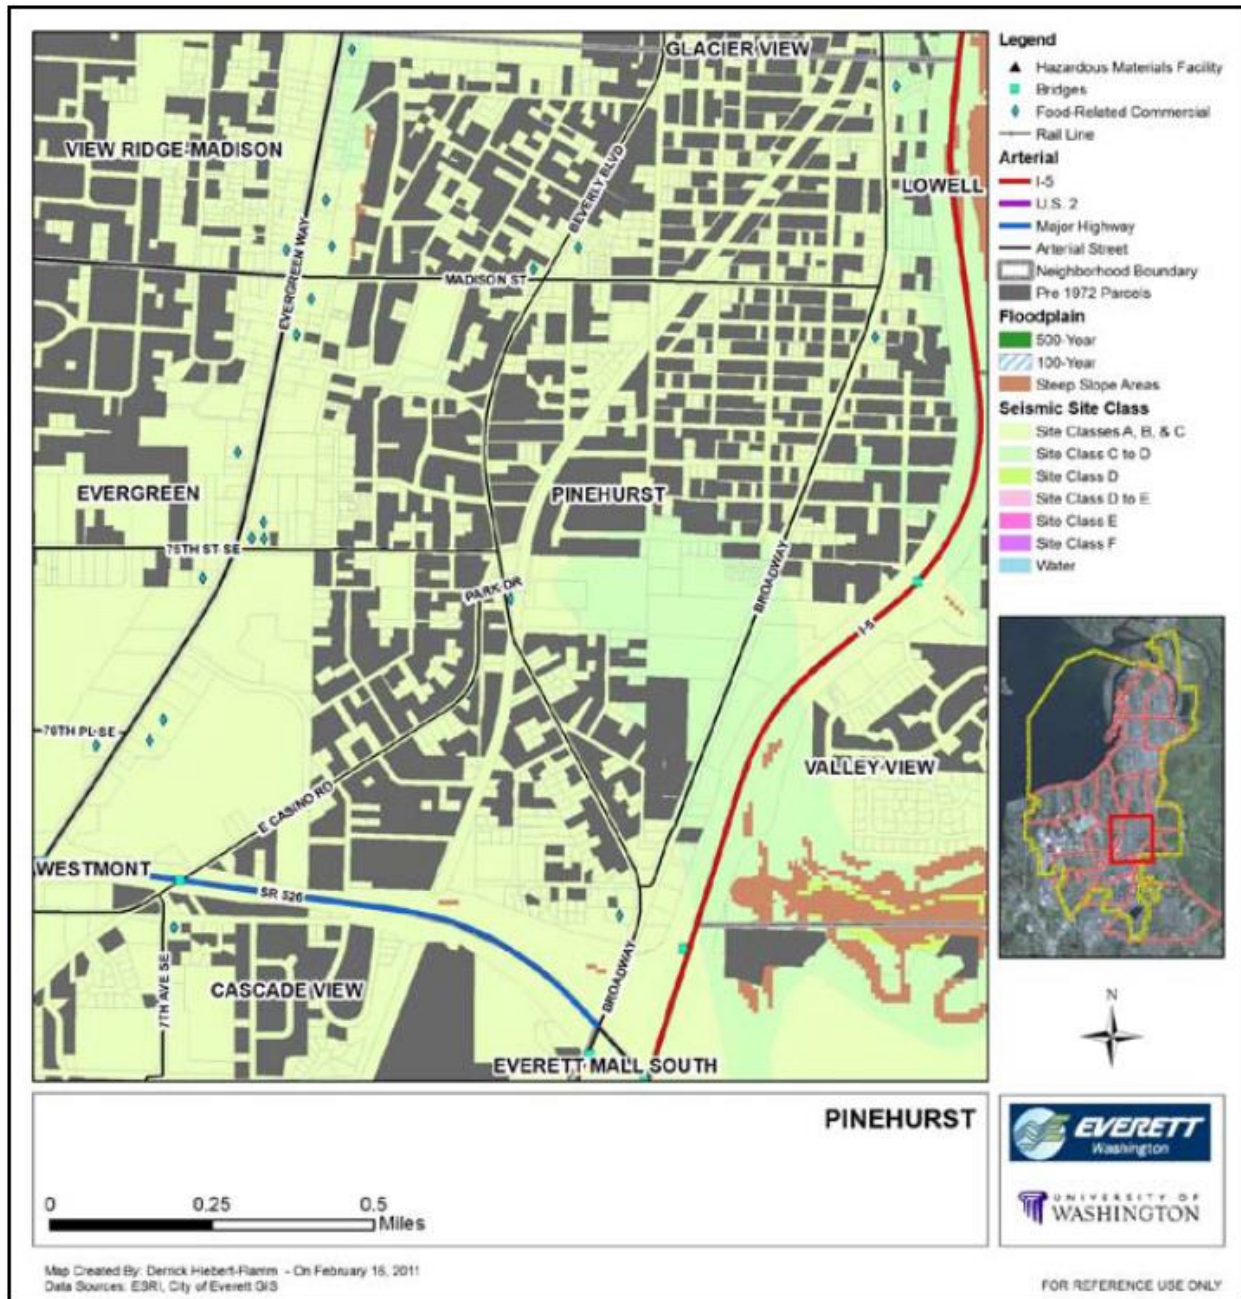 GLACIER VIEW
VIEW RIDGE-MADISON
BEVERLY BLVD
LOWELL
EVERGREEN WAY
MADISON ST
EVERGREEN
PINEHURST
75TH ST SE
PARK DR
BROADWAY
I-5
76TH PL SE
VALLEY VIEW
E CASINO RD
WESTMONT
SR 526
7TH AVE SE
CASCADE VIEW
BROADWAY
EVERETT MALL SOUTH
Legend
Hazardous Materials Facility
Bridges
Food-Related Commercial
Rail Line
Arterial
I-5
U.S. 2
Major Highway
Arterial Street
Neighborhood Boundary
Pre 1972 Parcels
Floodplain
500-Year
100-Year
Steep Slope Areas
Seismic Site Class
Site Classes A, B, & C
Site Class C to D
Site Class D
Site Class D to E
Site Class E
Site Class F
Water
N
PINEHURST
0 0.25 0.5
Miles
EVERETT
Washington
UNIVERSITY OF
WASHINGTON
Map Created By: Derrick Hiebert-Flamm - On February 16, 2011
Data Sources: ESRI, City of Everett GIS
FOR REFERENCE USE ONLY